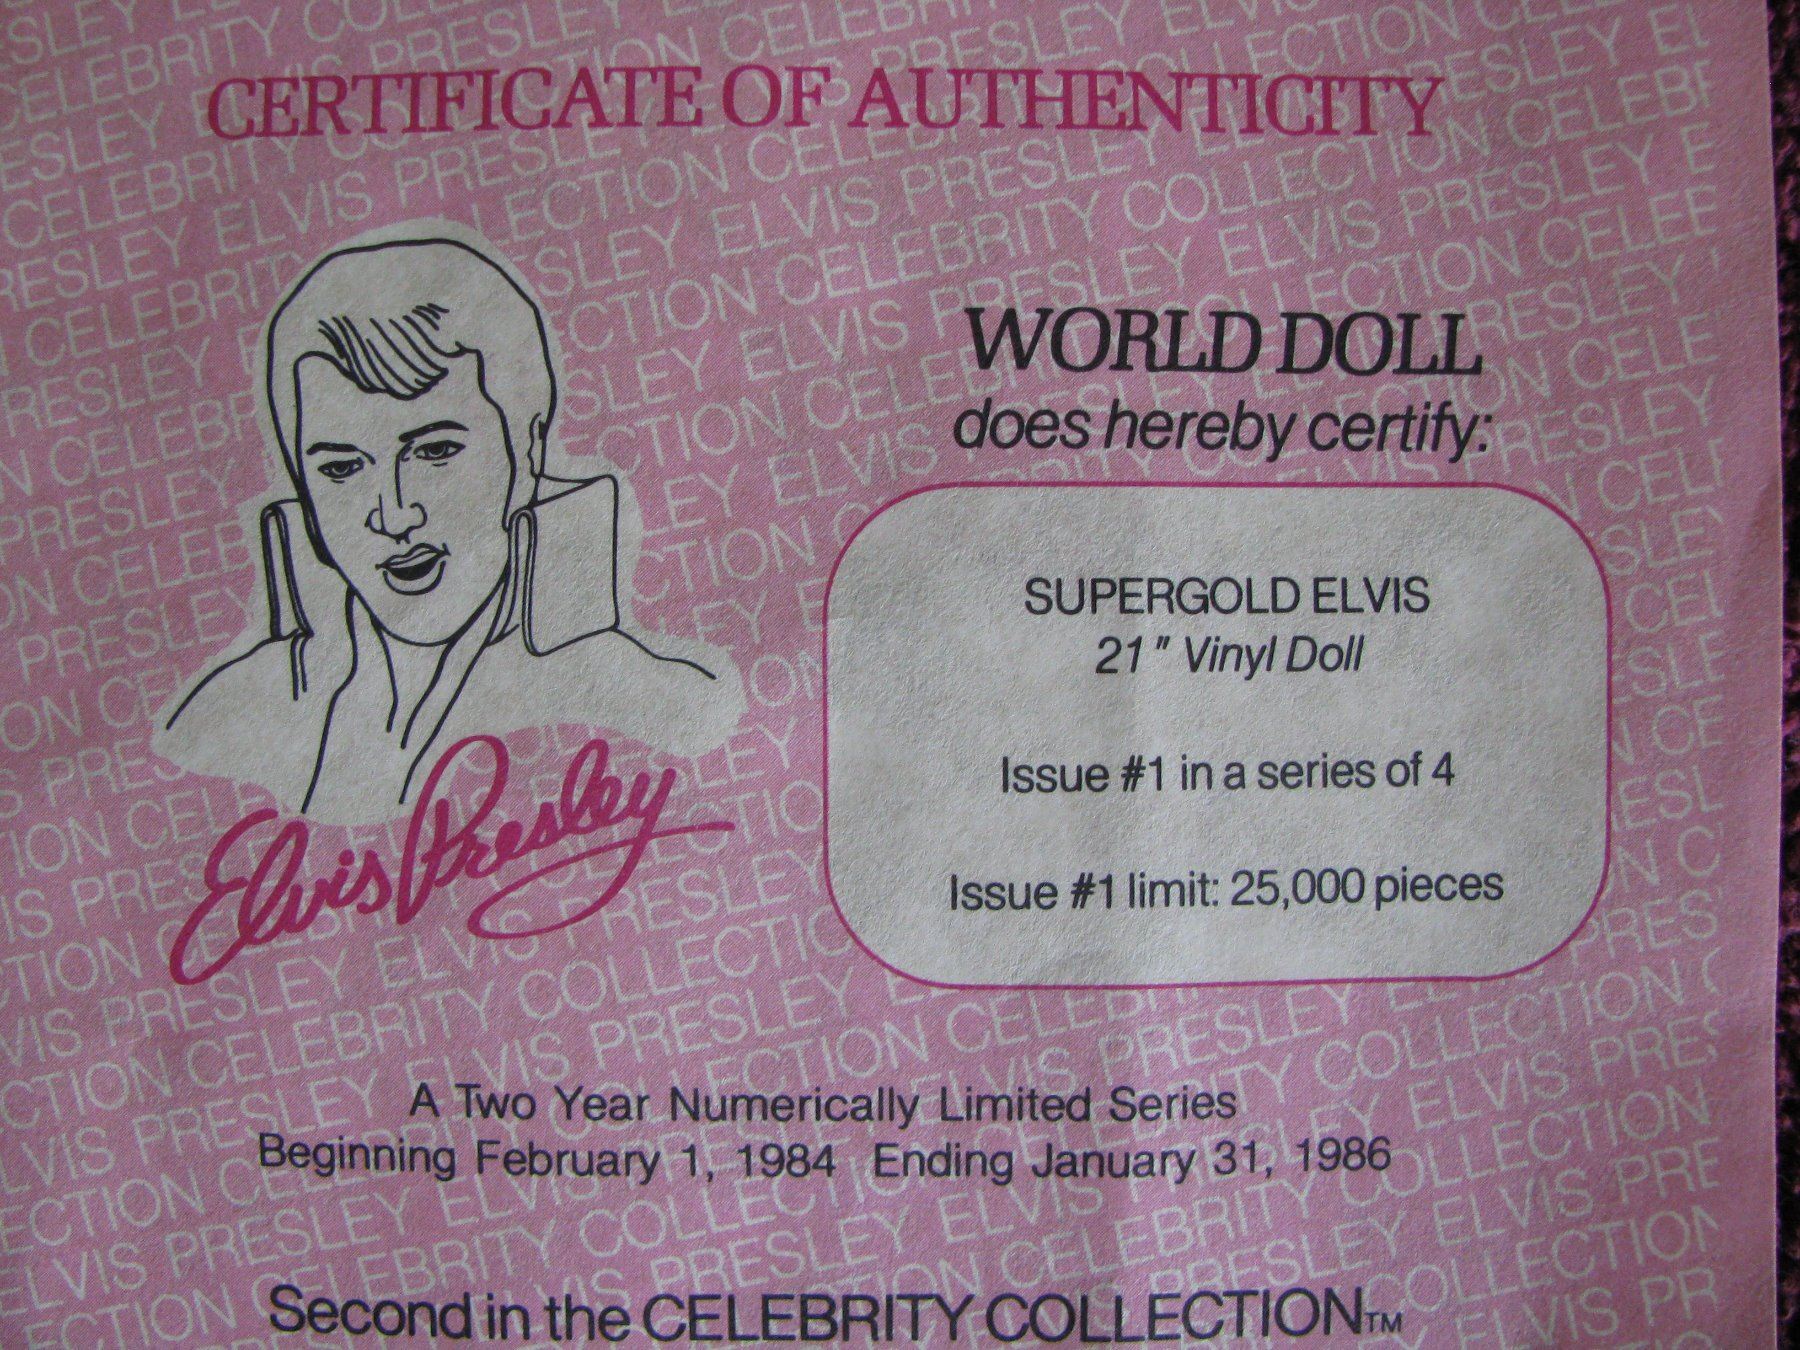 CERTIFICATE OF AUTHENTICITY
WORLD DOLL
does hereby certify:
SUPERGOLD ELVIS
21" Vinyl Doll
Issue #1 in a series of 4
Issue #1 limit: 25,000 pieces
Elvis Presley
A Two Year Numerically Limited Series
Beginning February 1, 1984 Ending January 31, 1986
Second in the CELEBRITY COLLECTION™